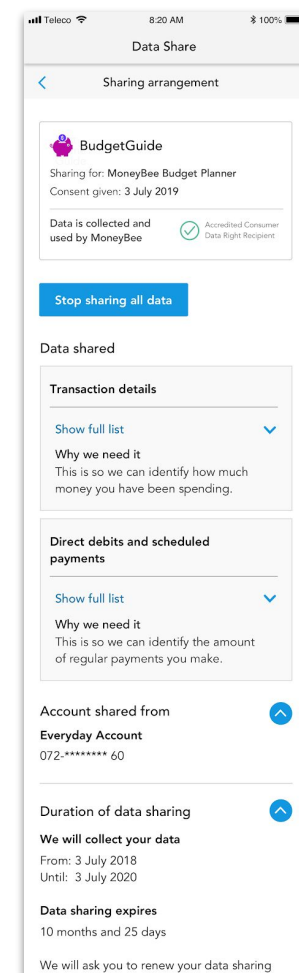 Teleco 8:20 AM 100%
Data Share
Sharing arrangement
BudgetGuide
Sharing for: MoneyBee Budget Planner
Consent given: 3 July 2019
Data is collected and
used by MoneyBee
Accredited Consumer
Data Right Recipient
Stop sharing all data
Data shared
Transaction details
Show full list
Why we need it
This is so we can identify how much
money you have been spending.
Direct debits and scheduled
payments
Show full list
Why we need it
This is so we can identify the amount
of regular payments you make.
Account shared from
Everyday Account
072-******** 60
Duration of data sharing
We will collect your data
From: 3 July 2018
Until: 3 July 2020
Data sharing expires
10 months and 25 days
We will ask you to renew your data sharing